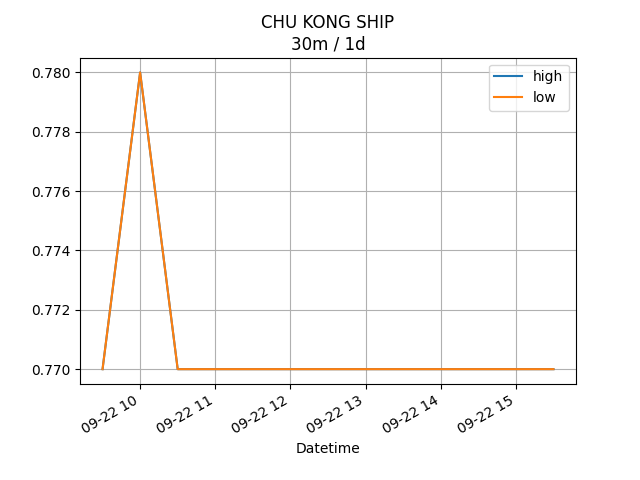 CHU KONG SHIP
30m / 1d
high
low
0.780
0.778
0.776
0.774
0.772
0.770
09-22 10
09-22 11
09-22 12
09-22 13
09-22 14
09-22 15
Datetime